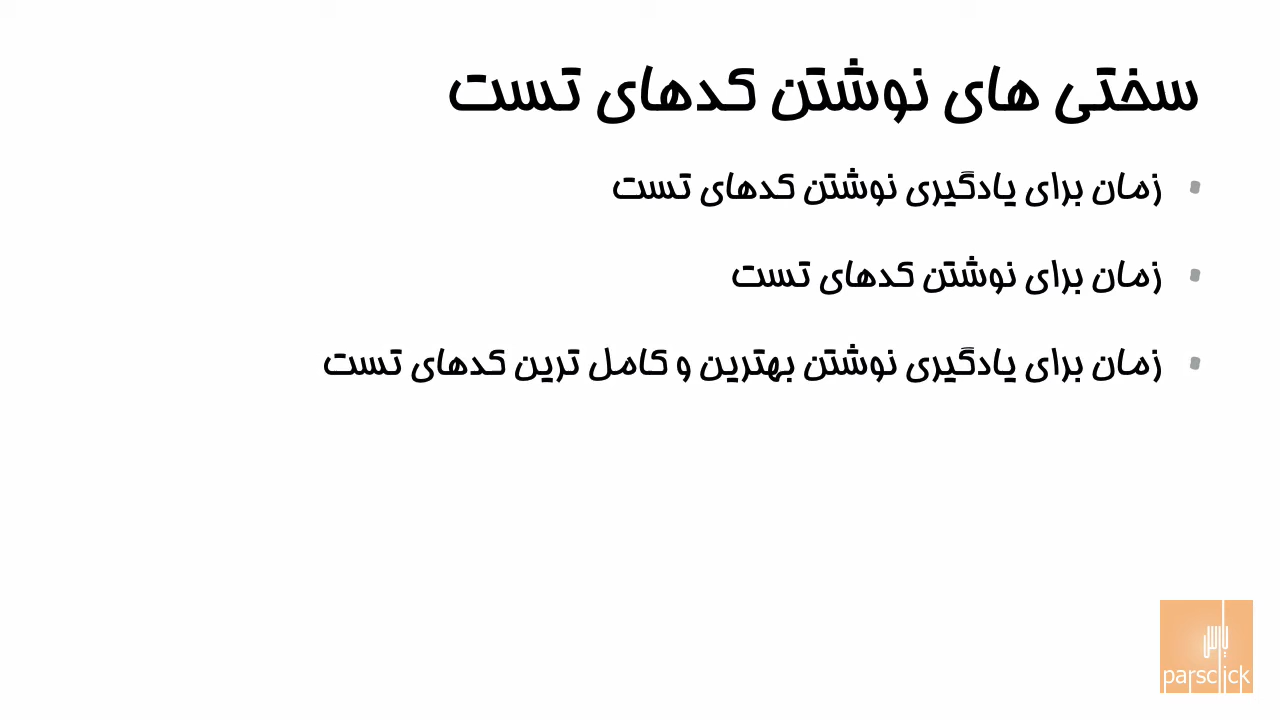 سختی های نوشتن کدهای تست
زمان برای یادگیری نوشتن کدهای تست
زمان برای نوشتن کدهای تست
زمان برای یادگیری نوشتن بهترین و کامل ترین کدهای تست
پارس
parsclick